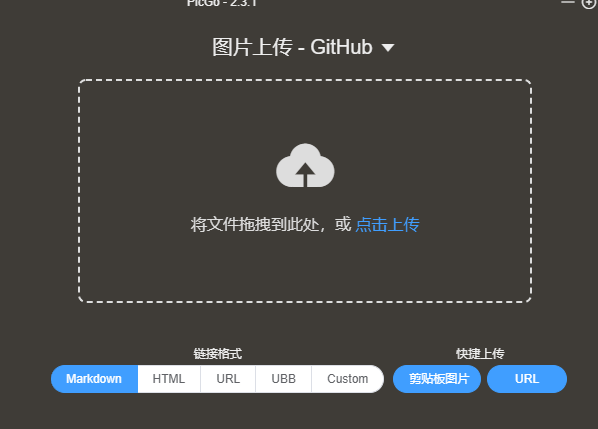 PicGo - 2.3.1
图片上传 - GitHub
将文件拖拽到此处，或 点击上传
链接格式 快捷上传
Markdown HTML URL UBB Custom 剪贴板图片 URL